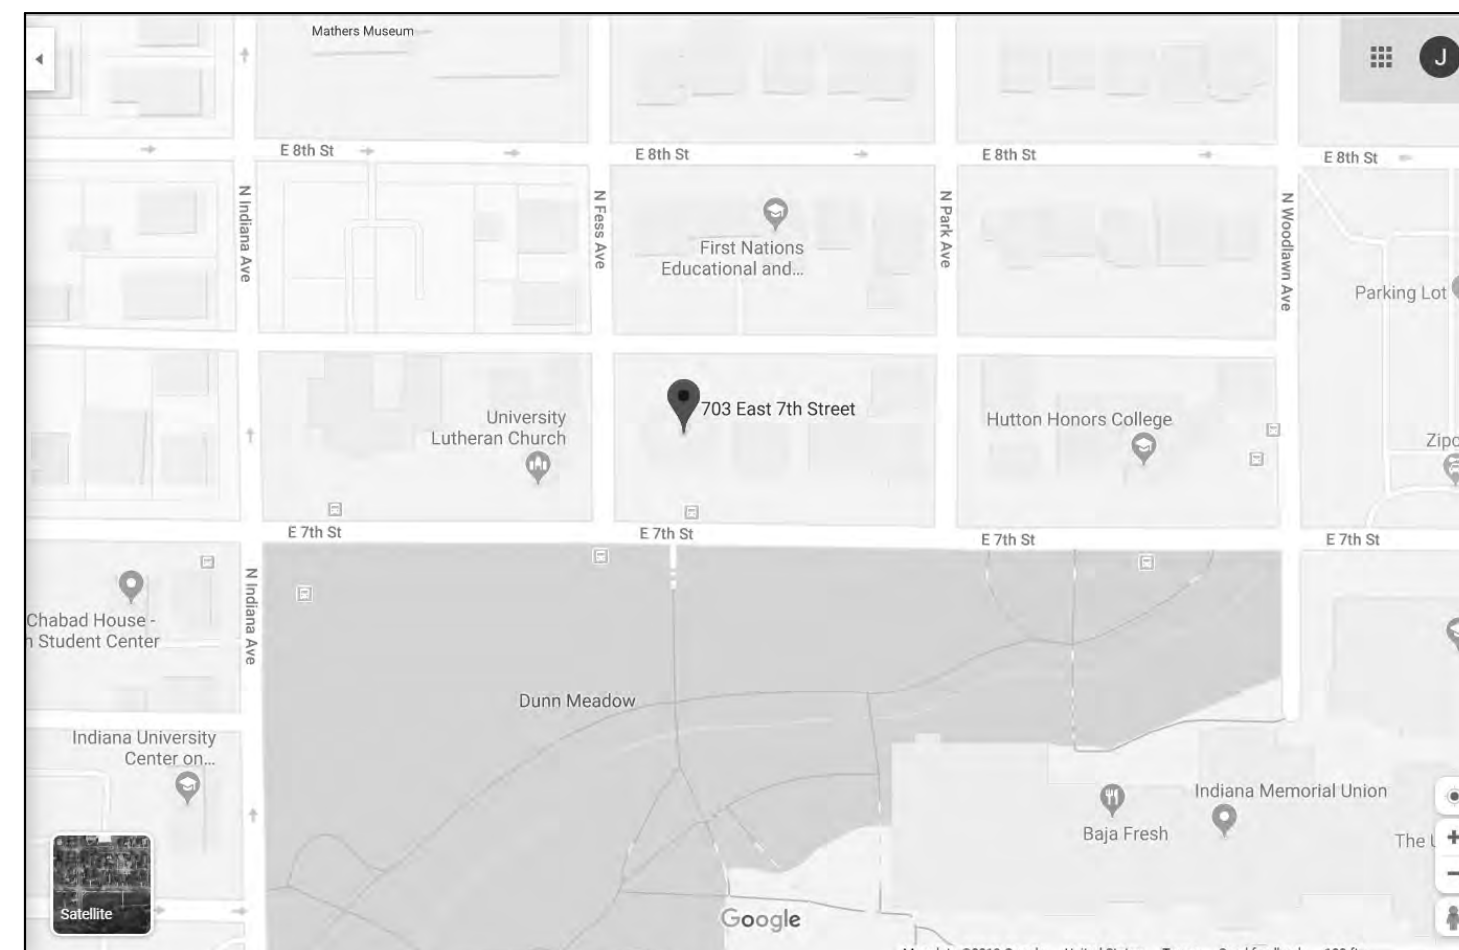 Mathers Museum
J
E 8th St
E 8th St
E 8th St
E 8th St
N Indiana Ave
N Fess Ave
N Park Ave
N Woodlawn Ave
First Nations
Educational and...
Parking Lot
703 East 7th Street
University
Lutheran Church
Hutton Honors College
E 7th St
E 7th St
E 7th St
E 7th St
N Indiana Ave
Chabad House -
Student Center
Dunn Meadow
Indiana University
Center on...
Indiana Memorial Union
Baja Fresh
The
Satellite
Google